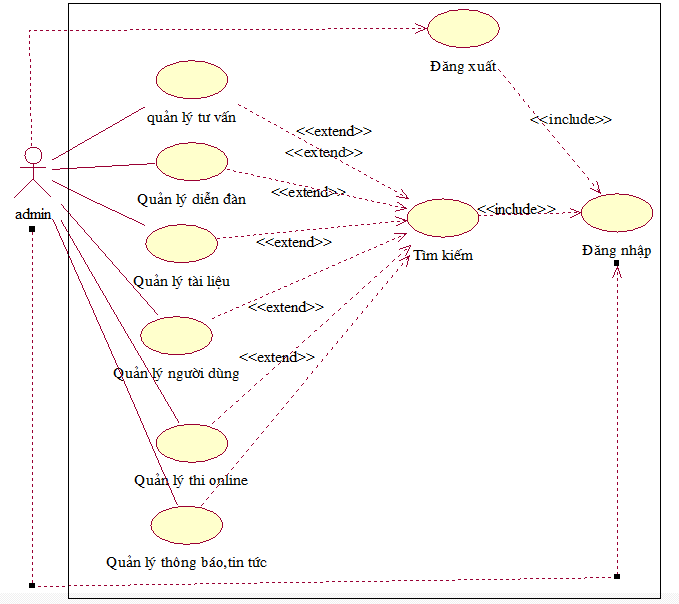 Đăng xuất
quản lý tư vấn
<<extend>>
<<include>>
<<extend>>
Quản lý diễn đàn
<<extend>>
admin
<<include>>
<<extend>>
Tìm kiếm
Đăng nhập
Quản lý tài liệu
<<extend>>
<<extend>>
Quản lý người dùng
Quản lý thi online
Quản lý thông báo,tin tức